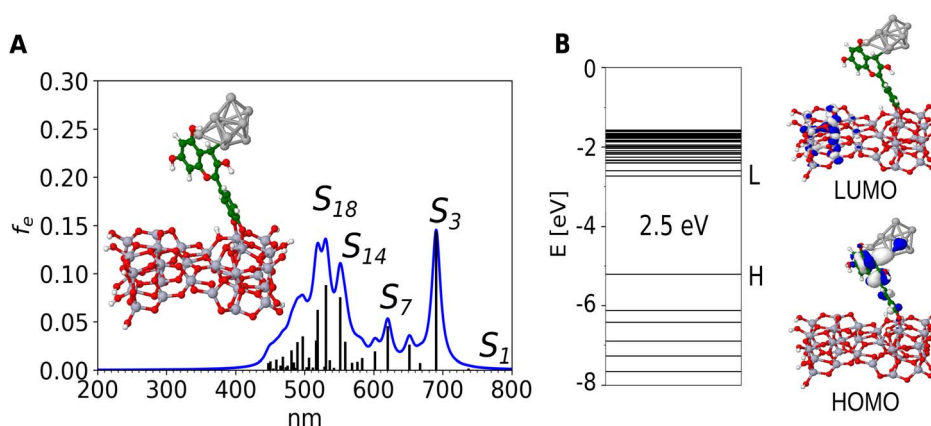 A
f_e
0.30
0.25
0.20
0.15
0.10
0.05
0.00
S_18
S_14
S_7
S_3
S_1
200 300 400 500 600 700 800
nm
B
E [eV]
0
-2
-4
-6
-8
L
2.5 eV
H
LUMO
HOMO